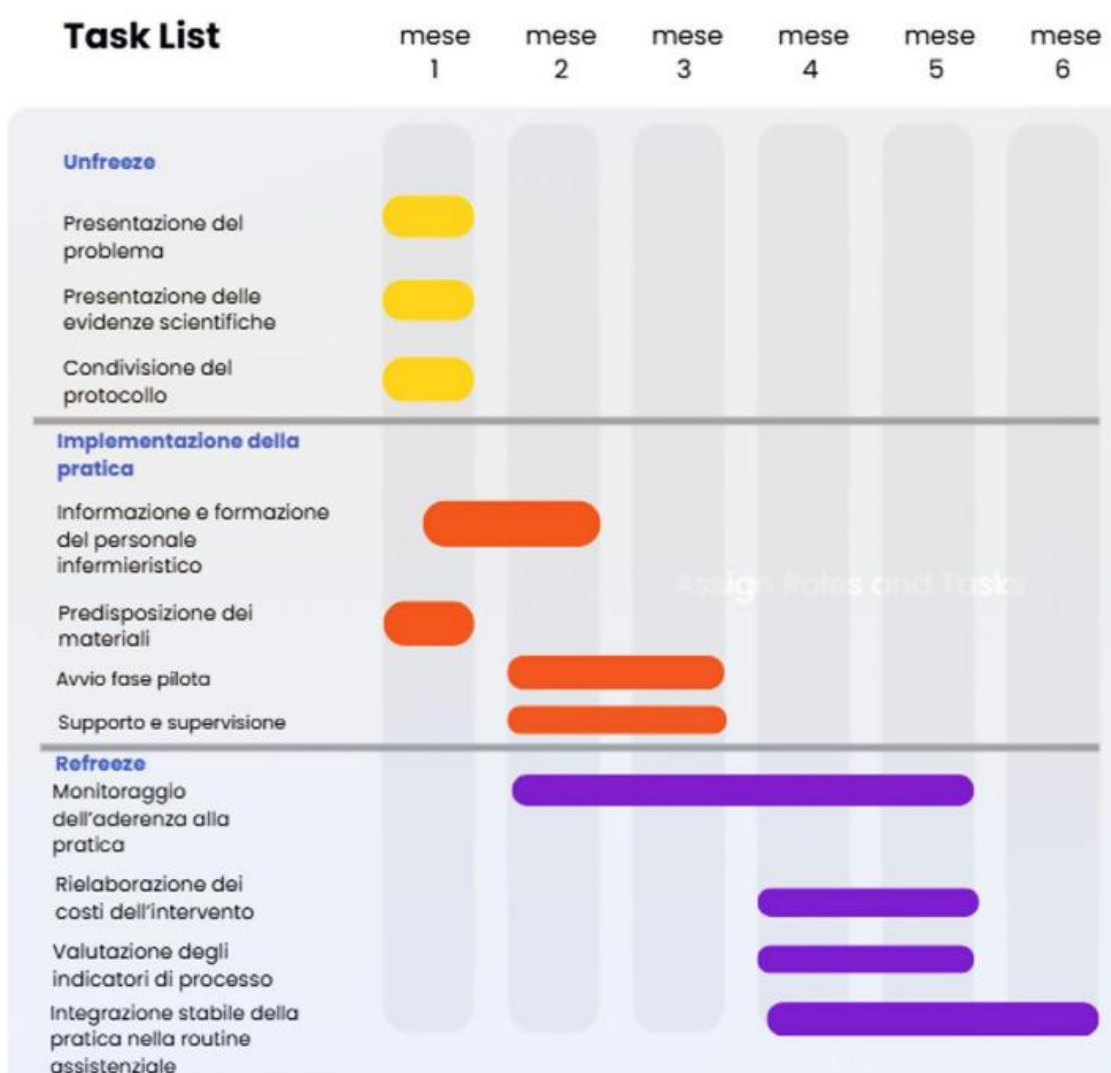 Task List
mese 1
mese 2
mese 3
mese 4
mese 5
mese 6
Unfreeze
Presentazione del
problema
Presentazione delle
evidenze scientifiche
Condivisione del
protocollo
Implementazione della
pratica
Informazione e formazione
del personale
infermieristico
Assign Roles and Tasks
Predisposizione dei
materiali
Avvio fase pilota
Supporto e supervisione
Refreeze
Monitoraggio
dell'aderenza alla
pratica
Rielaborazione dei
costi dell'intervento
Valutazione degli
indicatori di processo
Integrazione stabile della
pratica nella routine
assistenziale